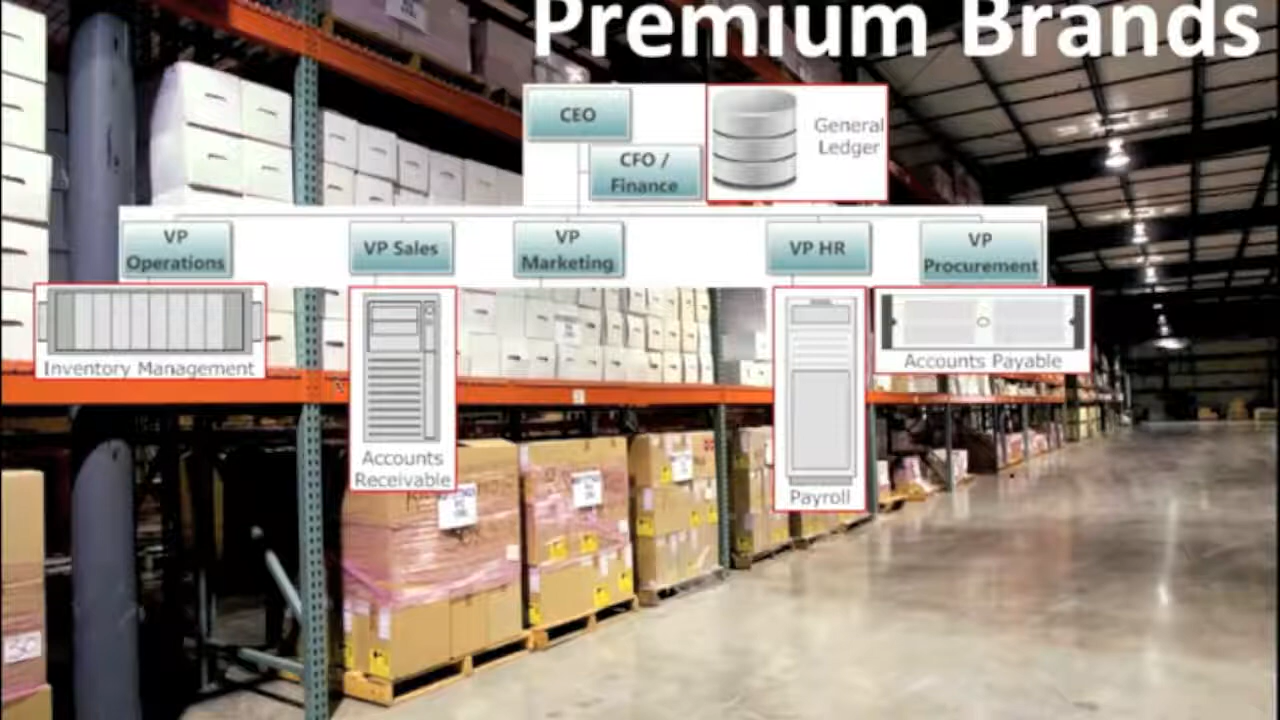 Premium Brands
CEO
General
Ledger
CFO /
Finance
VP
Operations
VP Sales
VP
Marketing
VP HR
VP
Procurement
Inventory Management
Accounts Payable
Accounts
Receivable
Payroll